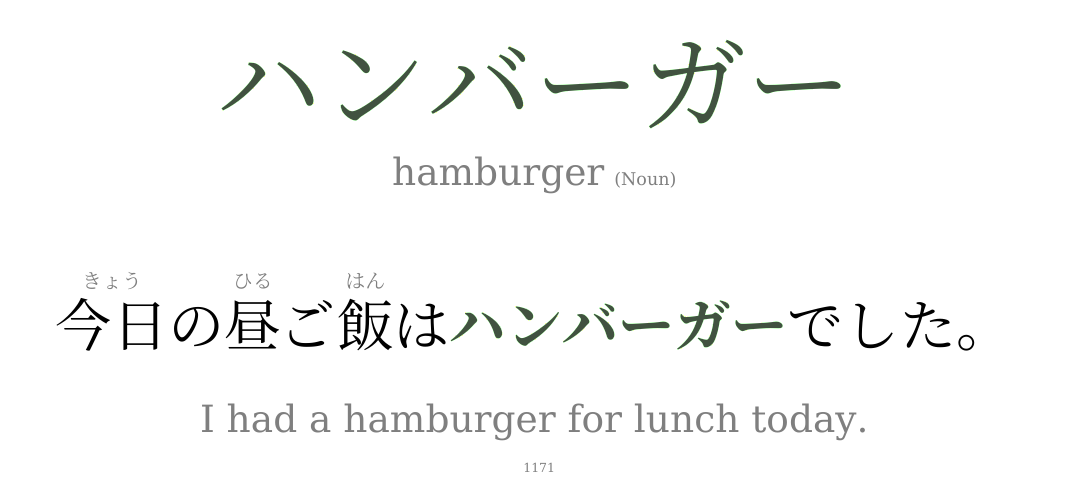 ハンバーガー
hamburger (Noun)
きょう ひる はん
今日の昼ご飯はハンバーガーでした。
I had a hamburger for lunch today.
1171